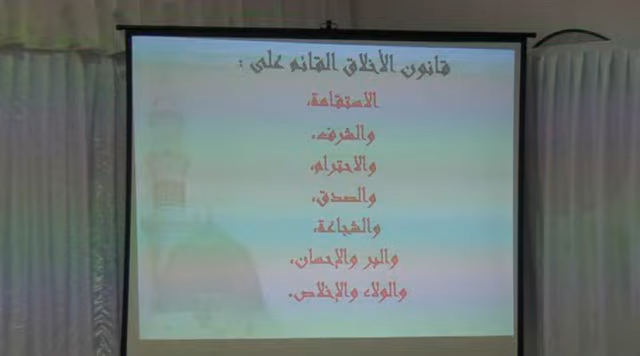 قانون الأخلاق القائم على :
الاستقامة،
والشرف،
والاحترام،
والصدق،
والشجاعة،
والبر والإحسان،
والولاء والإخلاص.